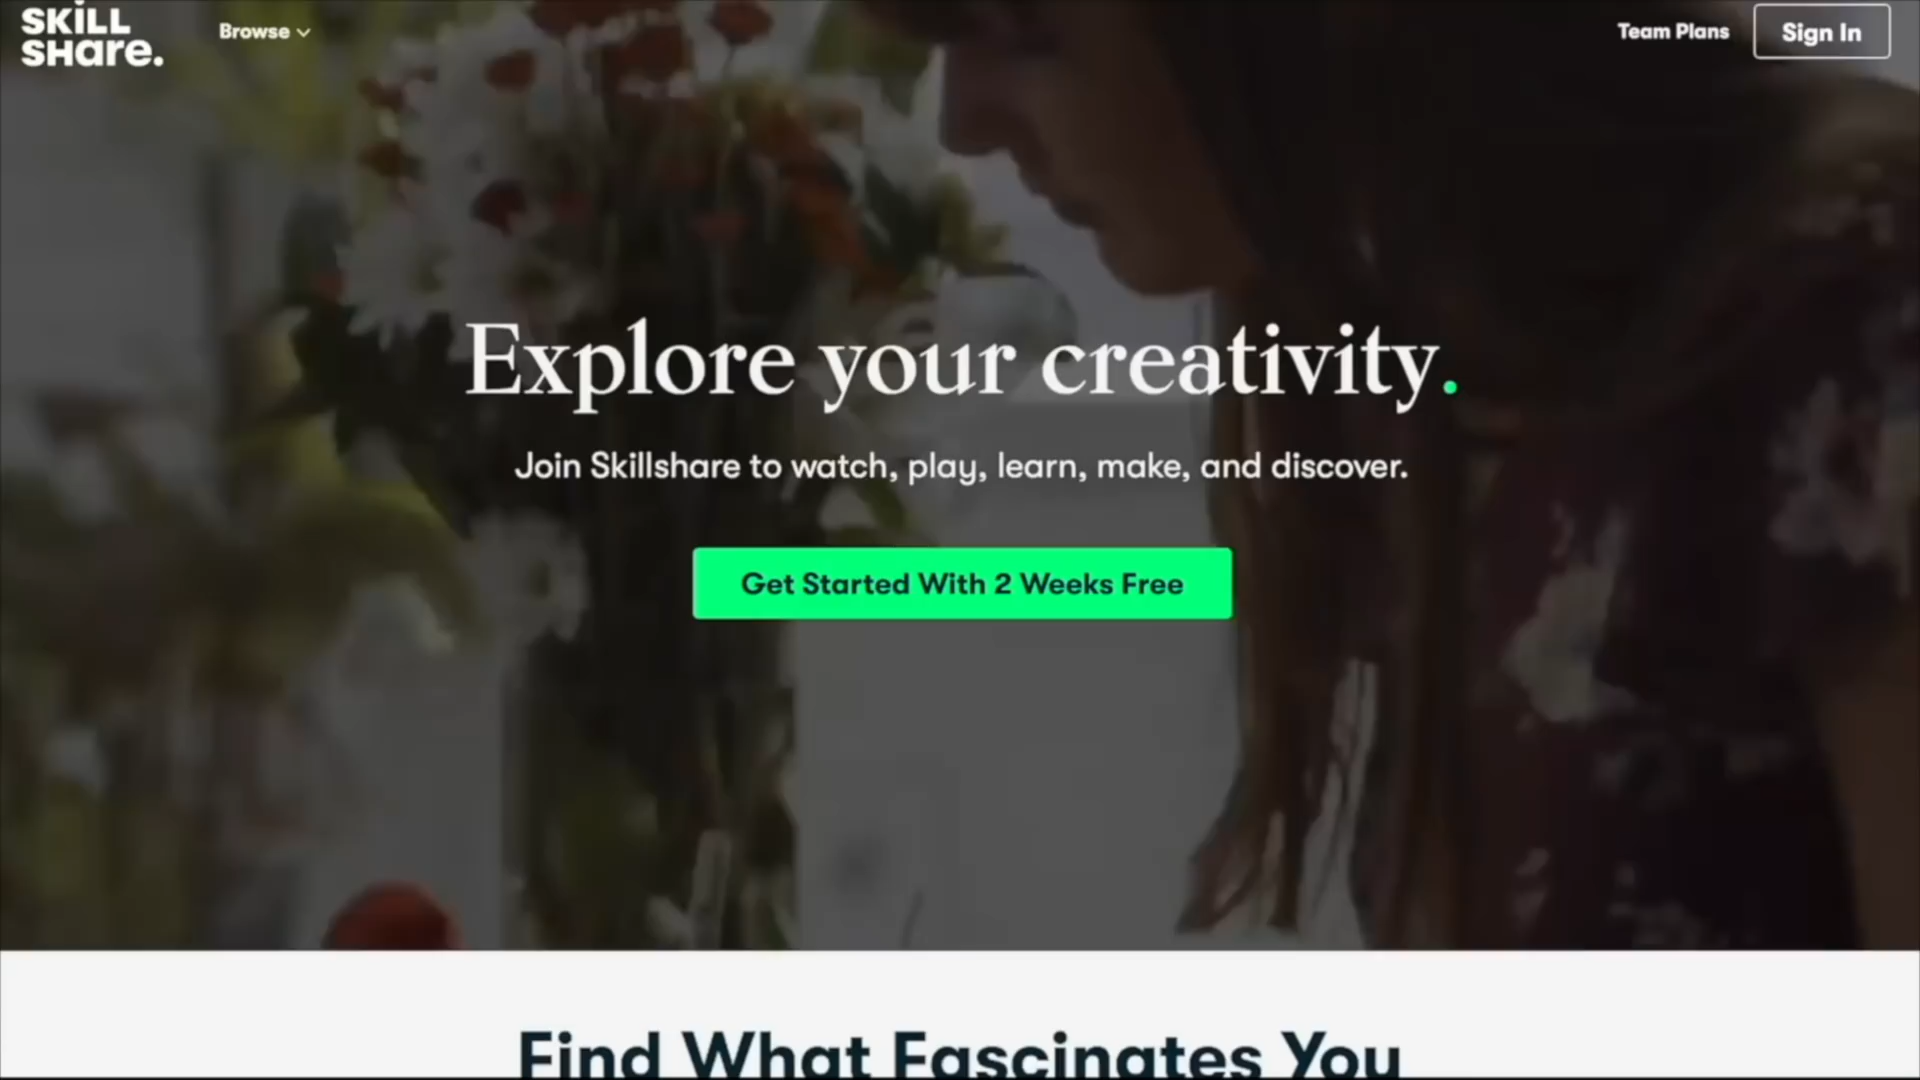 SKILL
SHare.
Browse
Team Plans
Sign In
Explore your creativity.
Join Skillshare to watch, play, learn, make, and discover.
Get Started With 2 Weeks Free
Find What Fascinates You